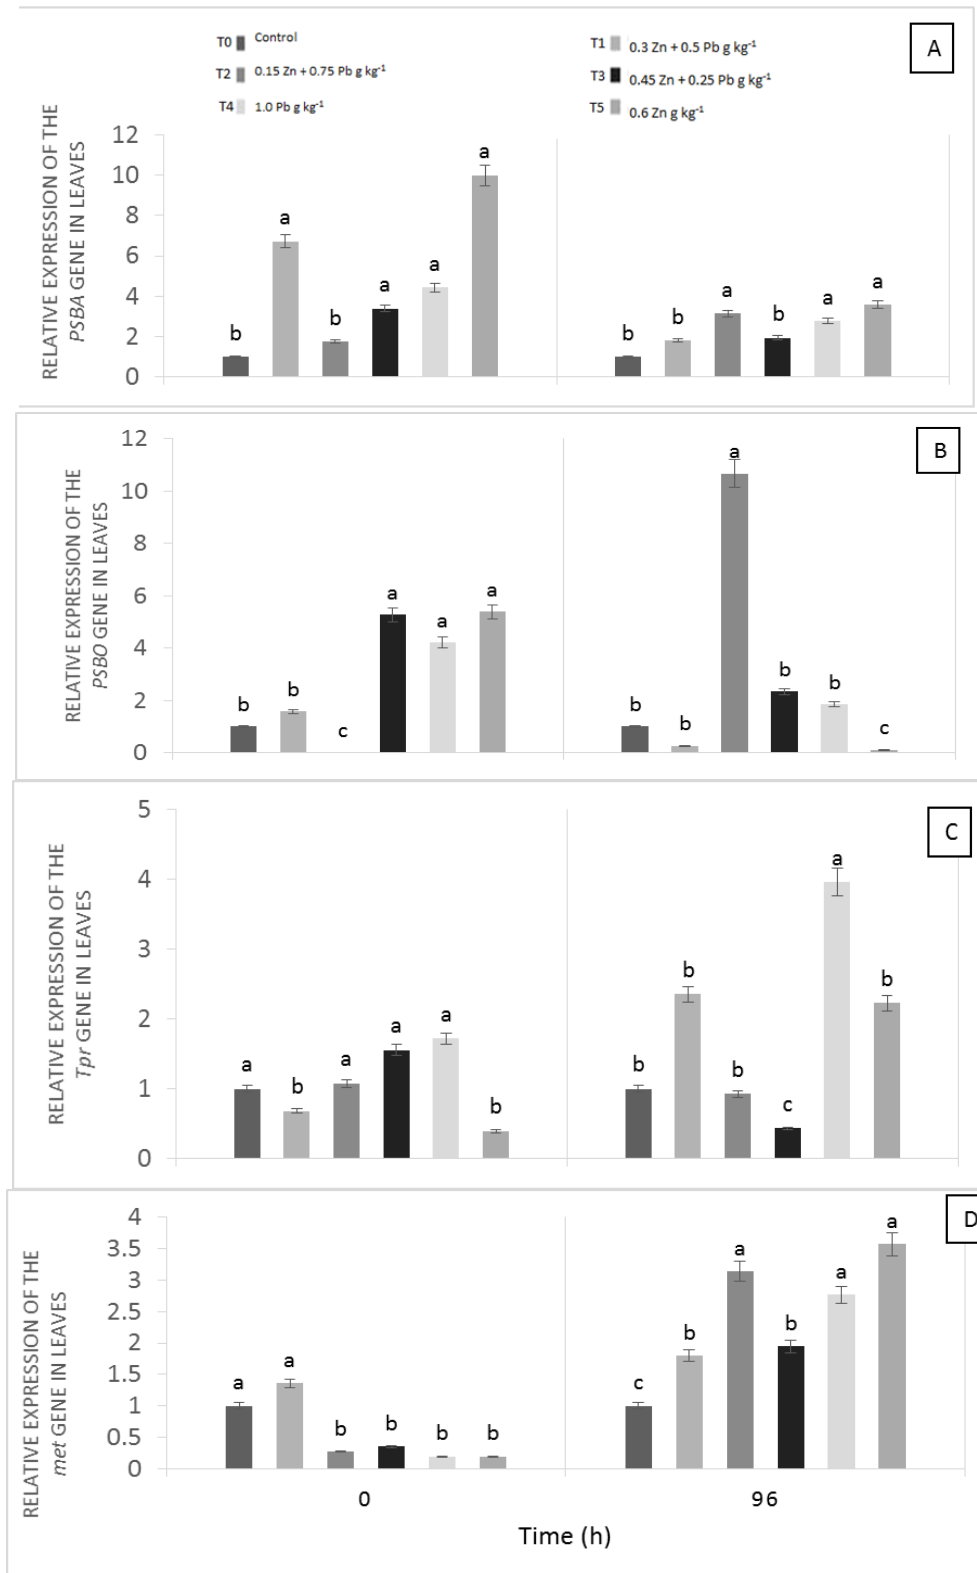 T0 Control
T1 0.3 Zn + 0.5 Pb g kg⁻¹
A
T2 0.15 Zn + 0.75 Pb g kg⁻¹
T3 0.45 Zn + 0.25 Pb g kg⁻¹
T4 1.0 Pb g kg⁻¹
T5 0.6 Zn g kg⁻¹
RELATIVE EXPRESSION OF THE
PSBA GENE IN LEAVES
12
10
8
6
4
2
0
b a b a a a
b b a b a a
B
RELATIVE EXPRESSION OF THE
PSBO GENE IN LEAVES
12
10
8
6
4
2
0
b b c a a a
b b a b b c
C
RELATIVE EXPRESSION OF THE
Tpr GENE IN LEAVES
5
4
3
2
1
0
a b a a a b
b b b c a b
D
RELATIVE EXPRESSION OF THE
met GENE IN LEAVES
4
3.5
3
2.5
2
1.5
1
0.5
0
a a b b b b
c b a b a a
0 96
Time (h)